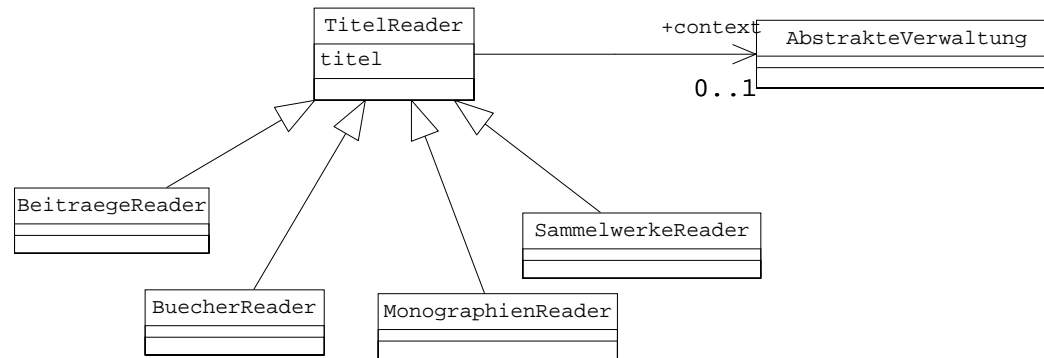 TitelReader
titel
+context
0..1
AbstrakteVerwaltung
BeitraegeReader
SammelwerkeReader
BuecherReader
MonographienReader